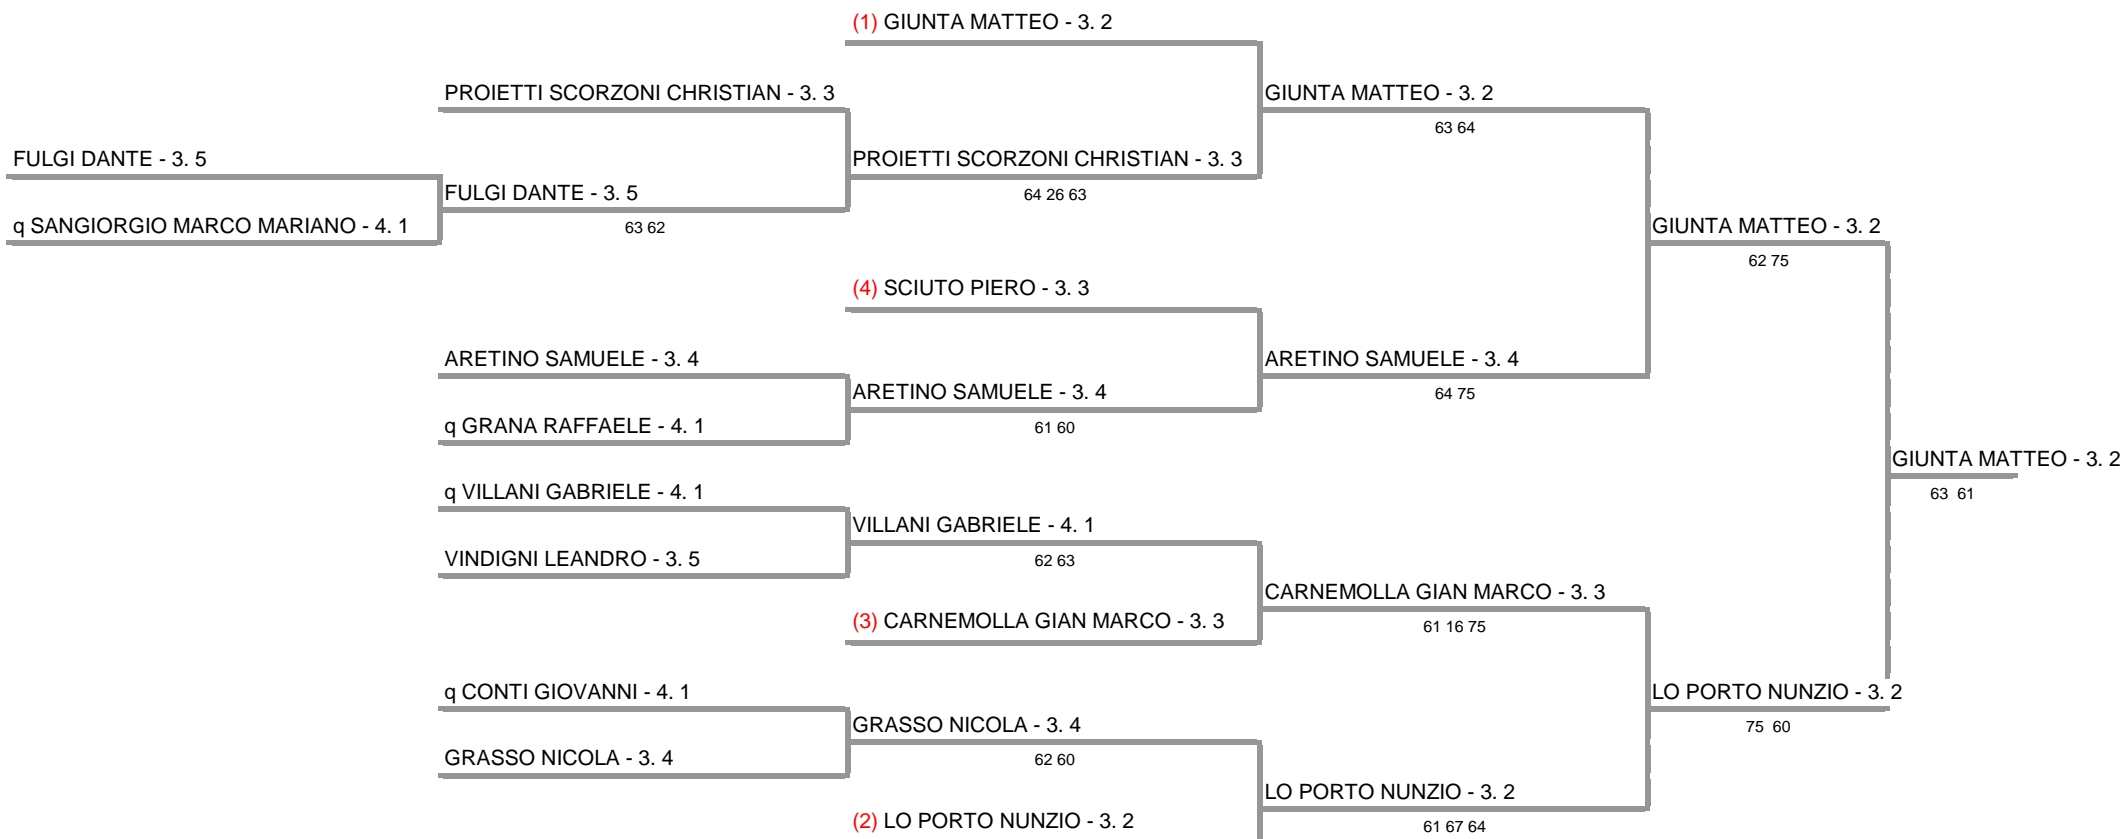 (1) GIUNTA MATTEO - 3. 2
PROIETTI SCORZONI CHRISTIAN - 3. 3
GIUNTA MATTEO - 3. 2
63 64
FULGI DANTE - 3. 5
PROIETTI SCORZONI CHRISTIAN - 3. 3
FULGI DANTE - 3. 5
64 26 63
q SANGIORGIO MARCO MARIANO - 4. 1
63 62
GIUNTA MATTEO - 3. 2
62 75
(4) SCIUTO PIERO - 3. 3
ARETINO SAMUELE - 3. 4
ARETINO SAMUELE - 3. 4
ARETINO SAMUELE - 3. 4
64 75
q GRANA RAFFAELE - 4. 1
61 60
GIUNTA MATTEO - 3. 2
63 61
q VILLANI GABRIELE - 4. 1
VILLANI GABRIELE - 4. 1
VINDIGNI LEANDRO - 3. 5
62 63
CARNEMOLLA GIAN MARCO - 3. 3
(3) CARNEMOLLA GIAN MARCO - 3. 3
61 16 75
q CONTI GIOVANNI - 4. 1
LO PORTO NUNZIO - 3. 2
GRASSO NICOLA - 3. 4
75 60
GRASSO NICOLA - 3. 4
62 60
LO PORTO NUNZIO - 3. 2
(2) LO PORTO NUNZIO - 3. 2
61 67 64